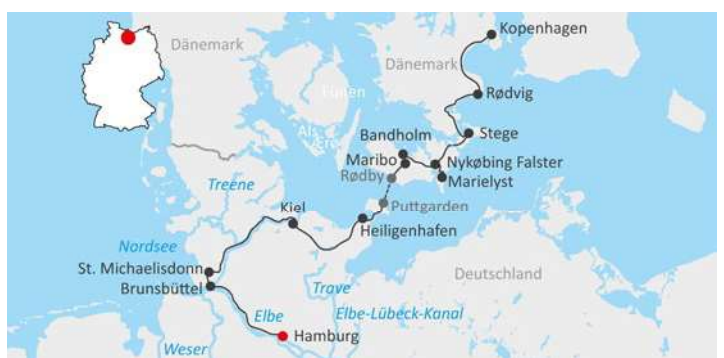 Kopenhagen
Dänemark
Dänemark
Rødvig
Fünen
Als
Ærø
Stege
Bandholm
Maribo
Nykøbing Falster
Rødby
Marielyst
Treene
Puttgarden
Kiel
Heiligenhafen
Nordsee
St. Michaelisdonn
Deutschland
Brunsbüttel
Trave
Elbe
Elbe-Lübeck-Kanal
Hamburg
Weser